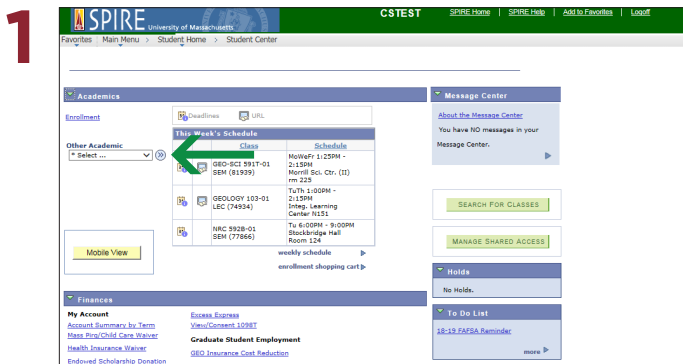 1
SPIRE University of Massachusetts
CSTEST
SPIRE Home | SPIRE Help | Add to Favorites | Logoff
Favorites | Main Menu > Student Home > Student Center
Academics
Enrollment
Deadlines URL
This Week's Schedule
Class Schedule
Other Academic
* Select ...
GEO-SCI 591T-01
SEM (81939)
MoWeFr 1:25PM -
2:15PM
Morrill Sci. Ctr. (II)
rm 225
GEOLOGY 103-01
LEC (74934)
TuTh 1:00PM -
2:15PM
Integ. Learning
Center N151
NRC 592B-01
SEM (77866)
Tu 6:00PM - 9:00PM
Stockbridge Hall
Room 124
Mobile View
weekly schedule
enrollment shopping cart
Finances
My Account
Account Summary by Term
Mass Pirg/Child Care Waiver
Health Insurance Waiver
Endowed Scholarship Donation
Excess Express
View/Consent 1098T
Graduate Student Employment
GEO Insurance Cost Reduction
Message Center
About the Message Center
You have NO messages in your
Message Center.
SEARCH FOR CLASSES
MANAGE SHARED ACCESS
Holds
No Holds.
To Do List
18-19 FAFSA Reminder
more